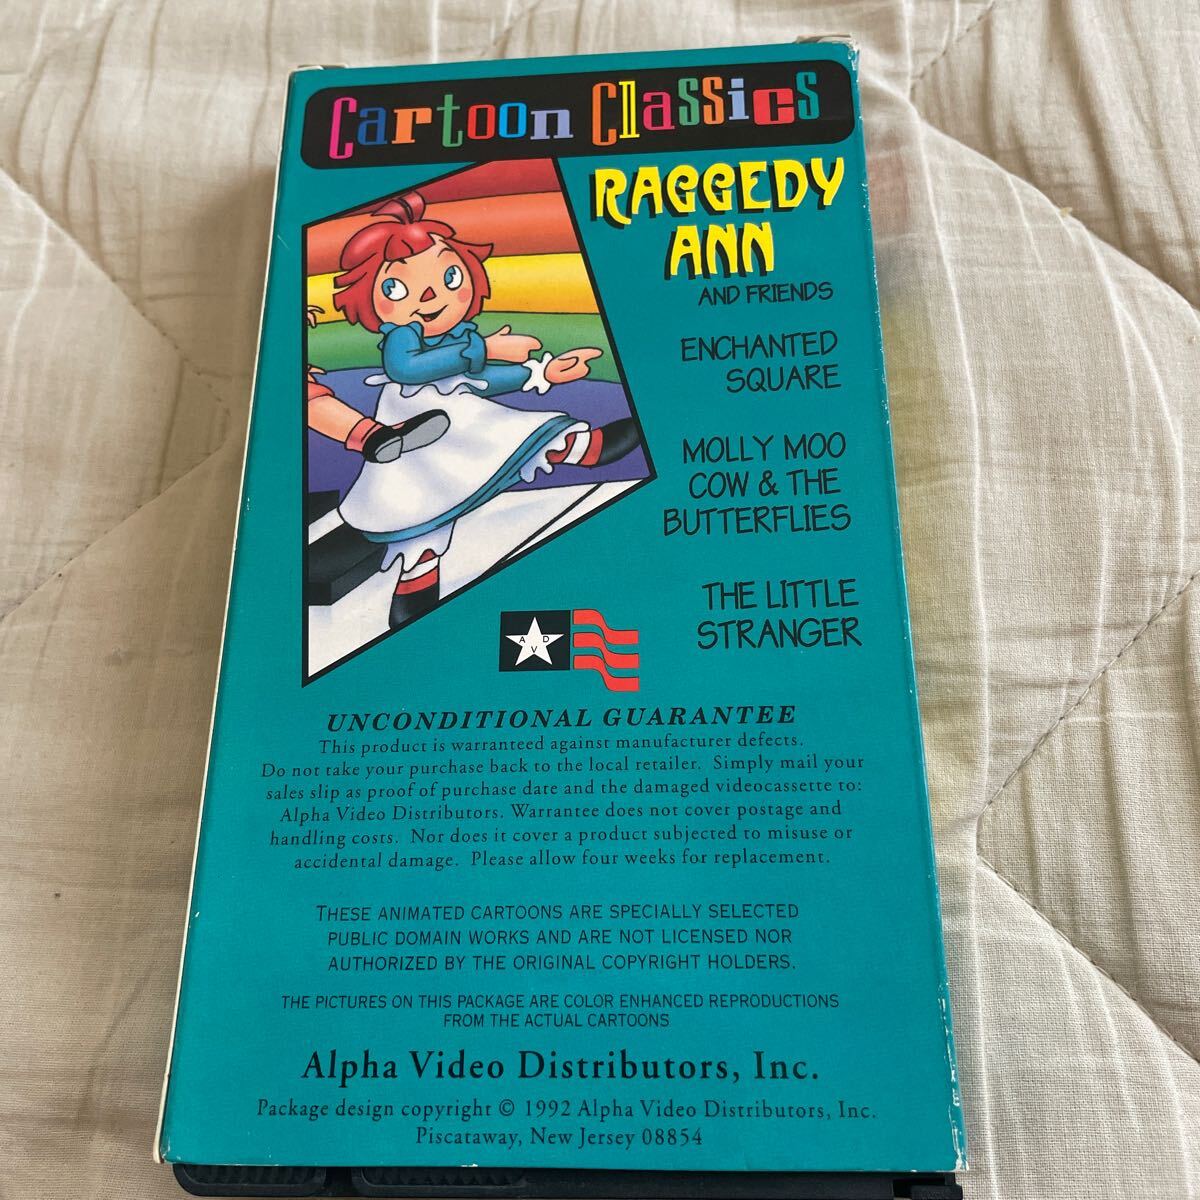 Cartoon Classics
RAGGEDY
ANN
AND FRIENDS
ENCHANTED
SQUARE
MOLLY MOO
COW & THE
BUTTERFLIES
THE LITTLE
STRANGER
A D
V
UNCONDITIONAL GUARANTEE
This product is warranteed against manufacturer defects.
Do not take your purchase back to the local retailer. Simply mail your
sales slip as proof of purchase date and the damaged videocassette to:
Alpha Video Distributors. Warrantee does not cover postage and
handling costs. Nor does it cover a product subjected to misuse or
accidental damage. Please allow four weeks for replacement.
THESE ANIMATED CARTOONS ARE SPECIALLY SELECTED
PUBLIC DOMAIN WORKS AND ARE NOT LICENSED NOR
AUTHORIZED BY THE ORIGINAL COPYRIGHT HOLDERS.
THE PICTURES ON THIS PACKAGE ARE COLOR ENHANCED REPRODUCTIONS
FROM THE ACTUAL CARTOONS
Alpha Video Distributors, Inc.
Package design copyright © 1992 Alpha Video Distributors, Inc.
Piscataway, New Jersey 08854